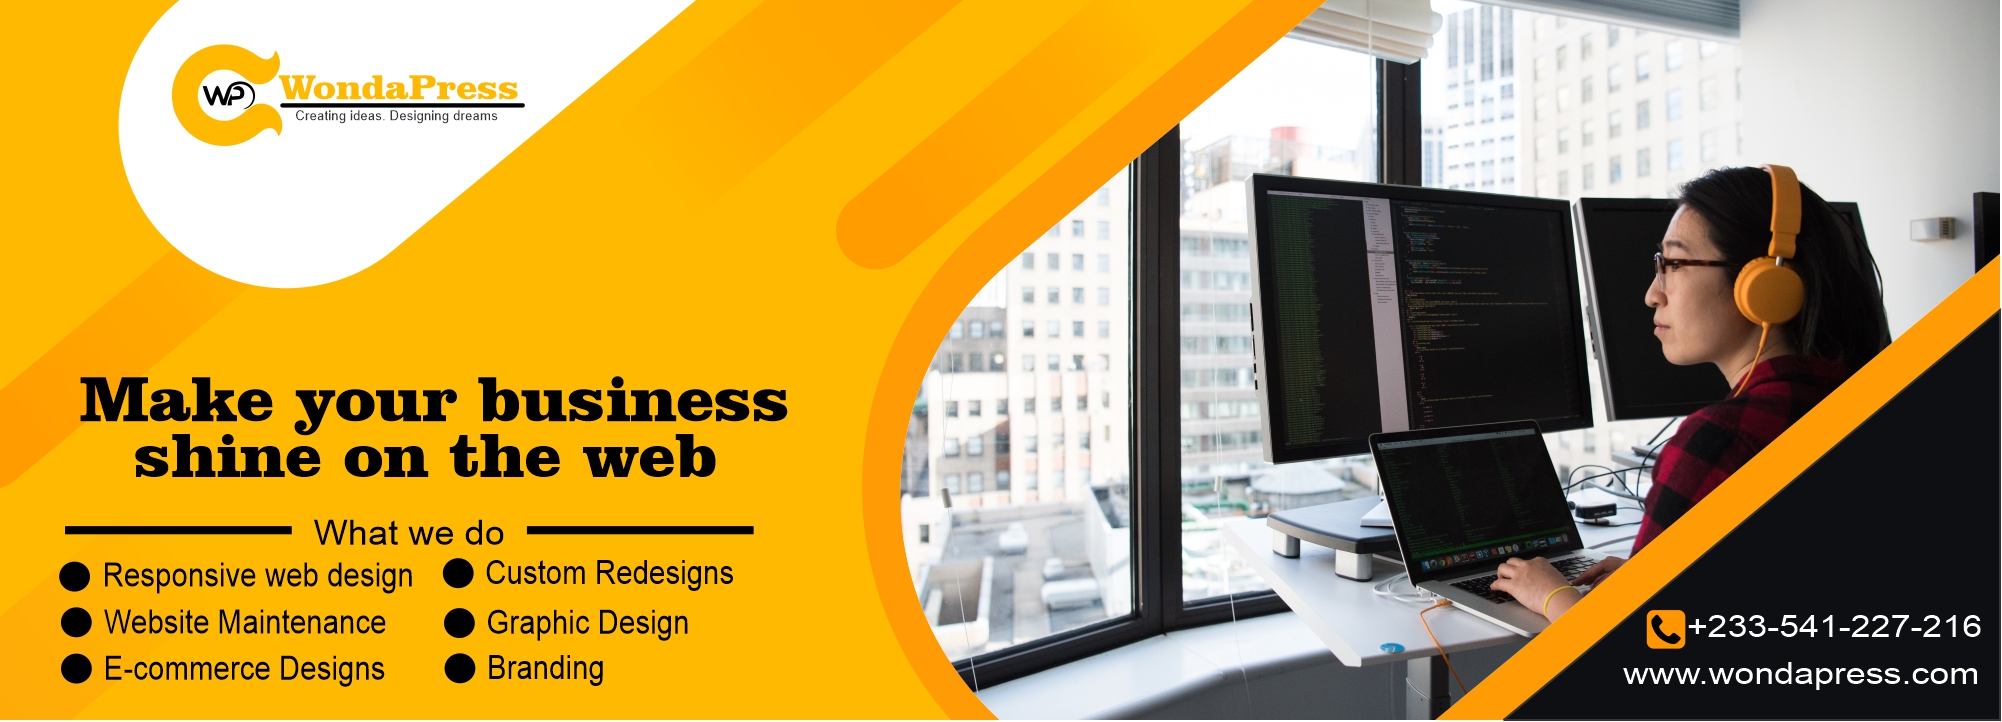 WP
WondaPress
Creating ideas. Designing dreams
Make your business
shine on the web
What we do
Responsive web design
Website Maintenance
E-commerce Designs
Custom Redesigns
Graphic Design
Branding
+233-541-227-216
www.wondapress.com